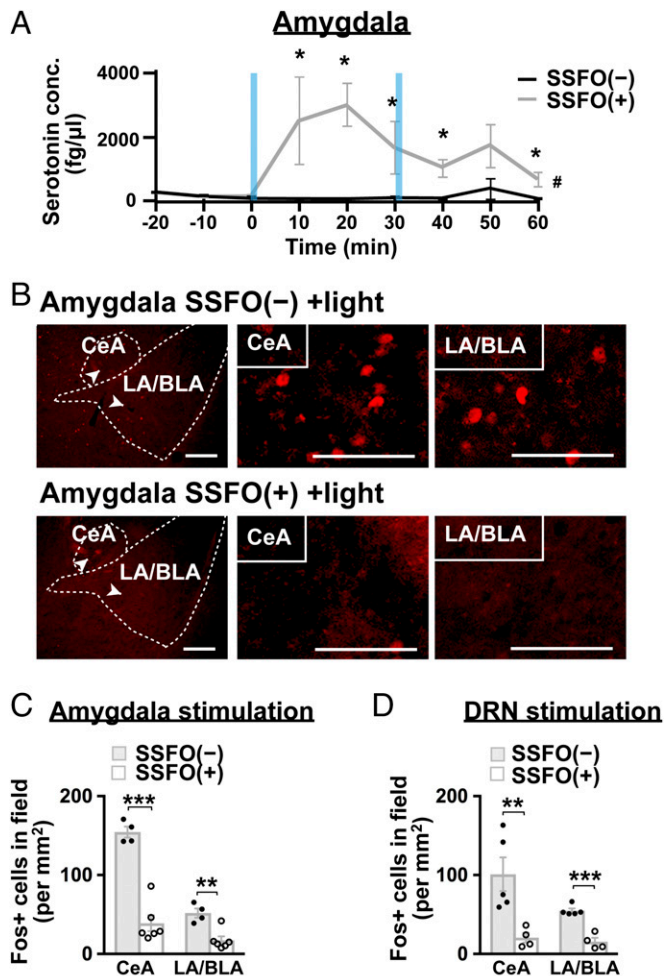 A
Amygdala
Serotonin conc.
(fg/µl)
4000
2000
0
* * * * *
#
SSFO(−)
SSFO(+)
-20 -10 0 10 20 30 40 50 60
Time (min)
B
Amygdala SSFO(−) +light
CeA
LA/BLA
CeA
LA/BLA
Amygdala SSFO(+) +light
CeA
LA/BLA
CeA
LA/BLA
C
Amygdala stimulation
SSFO(−)
SSFO(+)
Fos+ cells in field
(per mm²)
200
100
0
***
**
CeA LA/BLA
D
DRN stimulation
SSFO(−)
SSFO(+)
Fos+ cells in field
(per mm²)
200
100
0
**
***
CeA LA/BLA